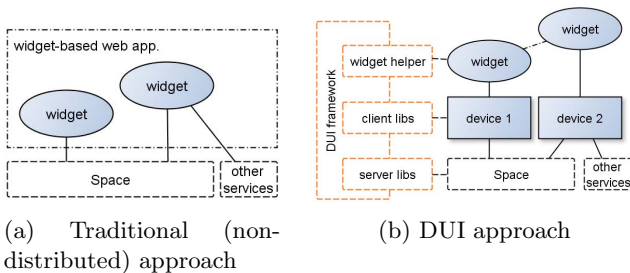 widget-based web app.
widget
widget
Space
other
services
(a) Traditional (non-
distributed) approach
DUI framework
widget helper
client libs
server libs
widget
widget
device 1
device 2
Space
other
services
(b) DUI approach